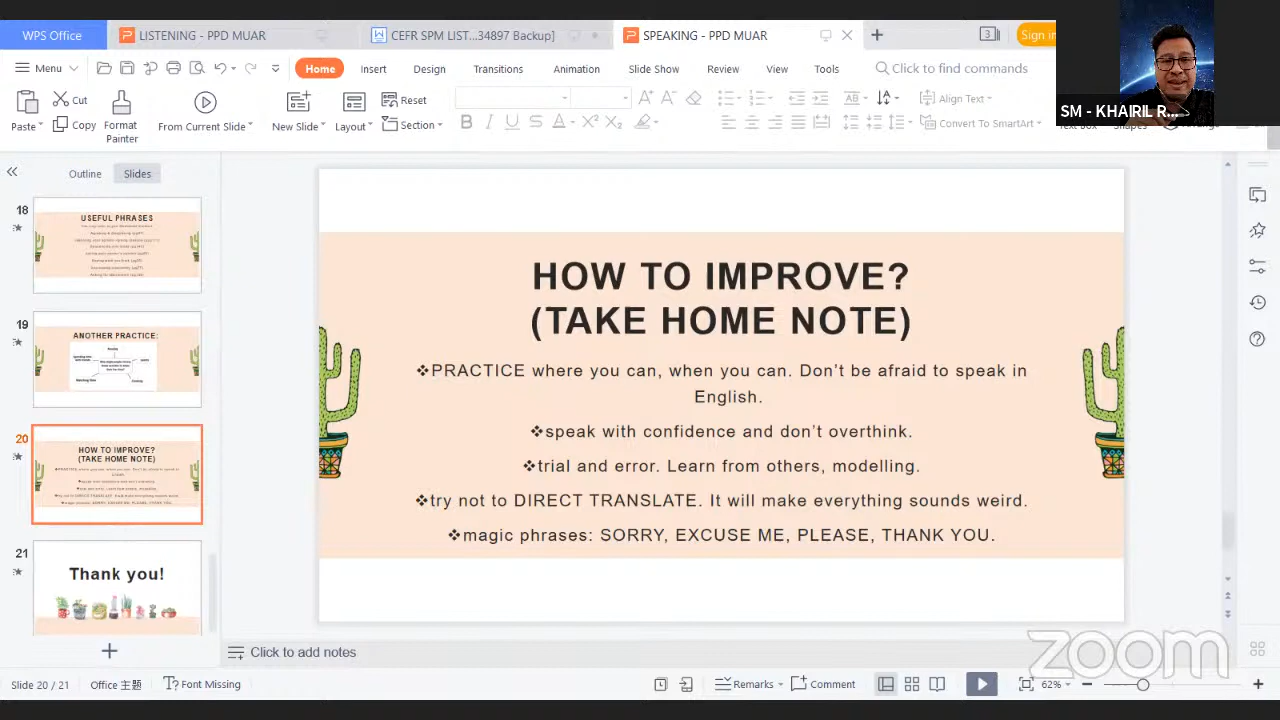 WPS Office
LISTENING - PPD MUAR
CEFR SPM LIST...34897 Backup]
SPEAKING - PPD MUAR
3
Sign in
Menu
Home
Insert
Design
Transitions
Animation
Slide Show
Review
View
Tools
Click to find commands
Cut
Reset
Align Text
SM - KHAIRIL R...
Paste
Copy
Format
Painter
From Current Slide
New Slide
Layout
Section
B I U S A X² X₂
Convert To SmartArt
Outline
Slides
18
USEFUL PHRASES
19
ANOTHER PRACTICE:
20
HOW TO IMPROVE?
(TAKE HOME NOTE)
21
Thank you!
HOW TO IMPROVE?
(TAKE HOME NOTE)
❖PRACTICE where you can, when you can. Don't be afraid to speak in
English.
❖speak with confidence and don't overthink.
❖trial and error. Learn from others, modelling.
❖try not to DIRECT TRANSLATE. It will make everything sounds weird.
❖magic phrases: SORRY, EXCUSE ME, PLEASE, THANK YOU.
Click to add notes
zoom
Slide 20 / 21
Office 主题
Font Missing
Remarks
Comment
62%